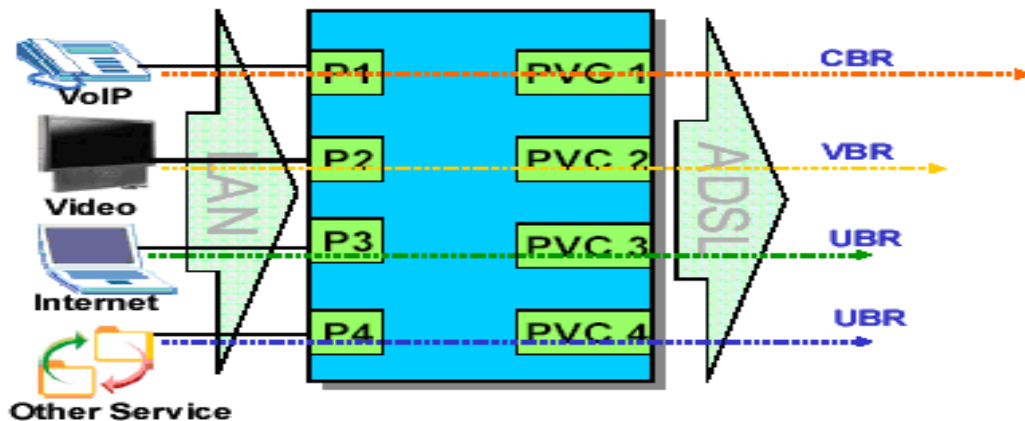 VoIP
P1
PVC 1
CBR
Video
P2
PVC 2
VBR
LAN
ADSL
Internet
P3
PVC 3
UBR
Other Service
P4
PVC 4
UBR